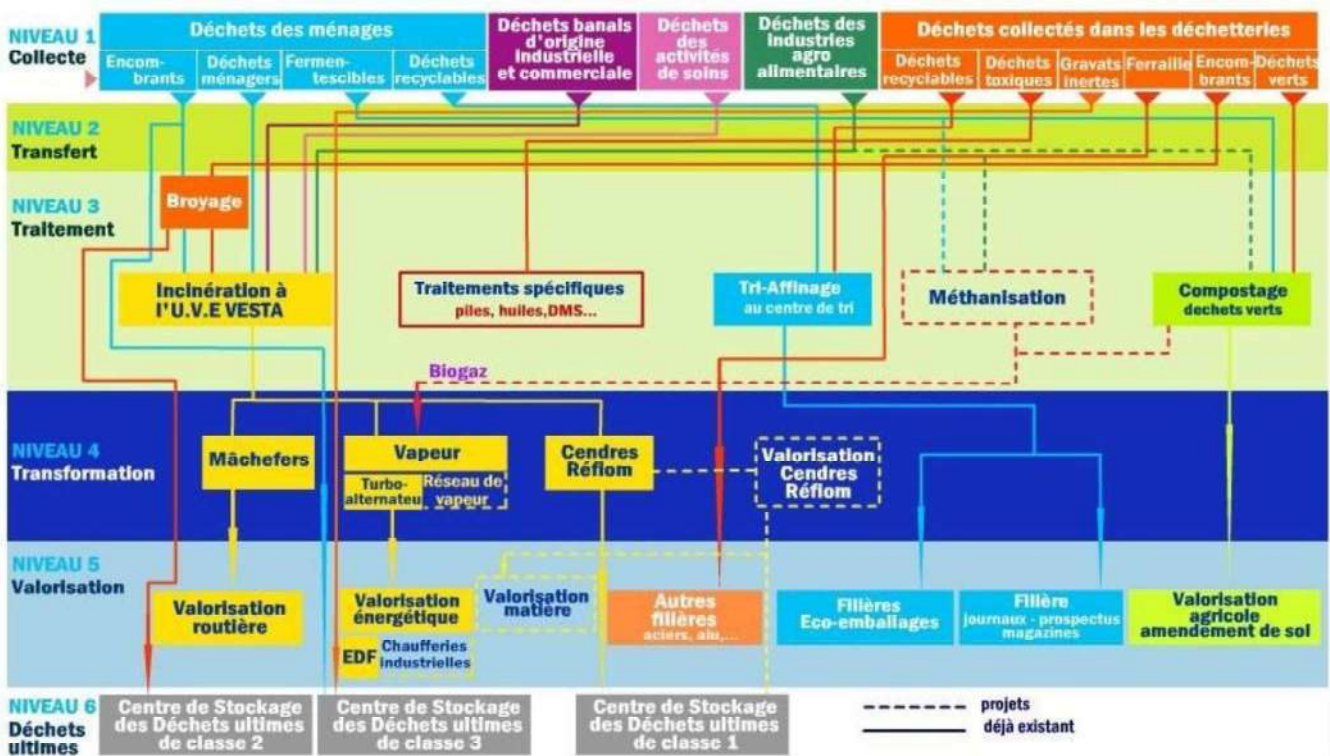 NIVEAU 1
Collecte
Déchets des ménages
Encom-
brants
Déchets
ménagers
Fermen-
tescibles
Déchets
recyclables
Déchets banals
d'origine
industrielle
et commerciale
Déchets
des
activités
de soins
Déchets des
industries
agro
alimentaires
Déchets collectés dans les déchetteries
Déchets
recyclables
Déchets
toxiques
Gravats
inertes
Ferraille
Encom-
brants
Déchets
verts
NIVEAU 2
Transfert
NIVEAU 3
Traitement
Broyage
Incinération à
l'U.V.E VESTA
Traitements spécifiques
piles, huiles,DMS...
Tri-Affinage
au centre de tri
Méthanisation
Compostage
dechets verts
Biogaz
NIVEAU 4
Transformation
Mâchefers
Vapeur
Turbo-
alternateu
Réseau de
vapeur
Cendres
Réfiom
Valorisation
Cendres
Réfiom
NIVEAU 5
Valorisation
Valorisation
routière
Valorisation
énergétique
EDF
Chaufferies
industrielles
Valorisation
matière
Autres
filières
aciers, alu,...
Filières
Eco-emballages
Filière
journaux - prospectus
magazines
Valorisation
agricole
amendement de sol
NIVEAU 6
Déchets
ultimes
Centre de Stockage
des Déchets ultimes
de classe 2
Centre de Stockage
des Déchets ultimes
de classe 3
Centre de Stockage
des Déchets ultimes
de classe 1
projets
déjà existant